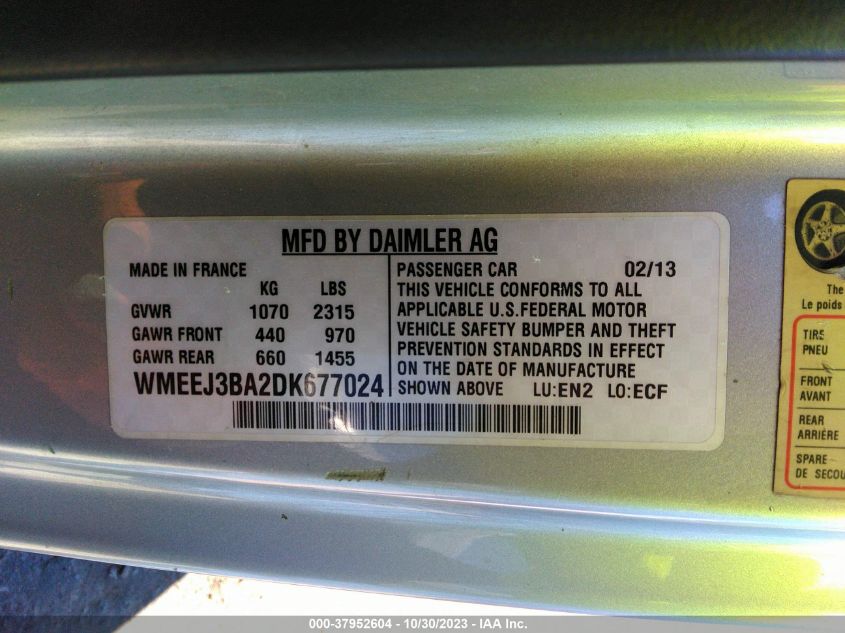 MFD BY DAIMLER AG
MADE IN FRANCE
KG LBS
GVWR 1070 2315
GAWR FRONT 440 970
GAWR REAR 660 1455
WMEEJ3BA2DK677024
PASSENGER CAR 02/13
THIS VEHICLE CONFORMS TO ALL
APPLICABLE U.S.FEDERAL MOTOR
VEHICLE SAFETY BUMPER AND THEFT
PREVENTION STANDARDS IN EFFECT
ON THE DATE OF MANUFACTURE
SHOWN ABOVE LU:EN2 LO:ECF
The
Le poids
TIRE
PNEU
FRONT
AVANT
REAR
ARRIÈRE
SPARE
DE SECOU
000-37952604 - 10/30/2023 - IAA Inc.